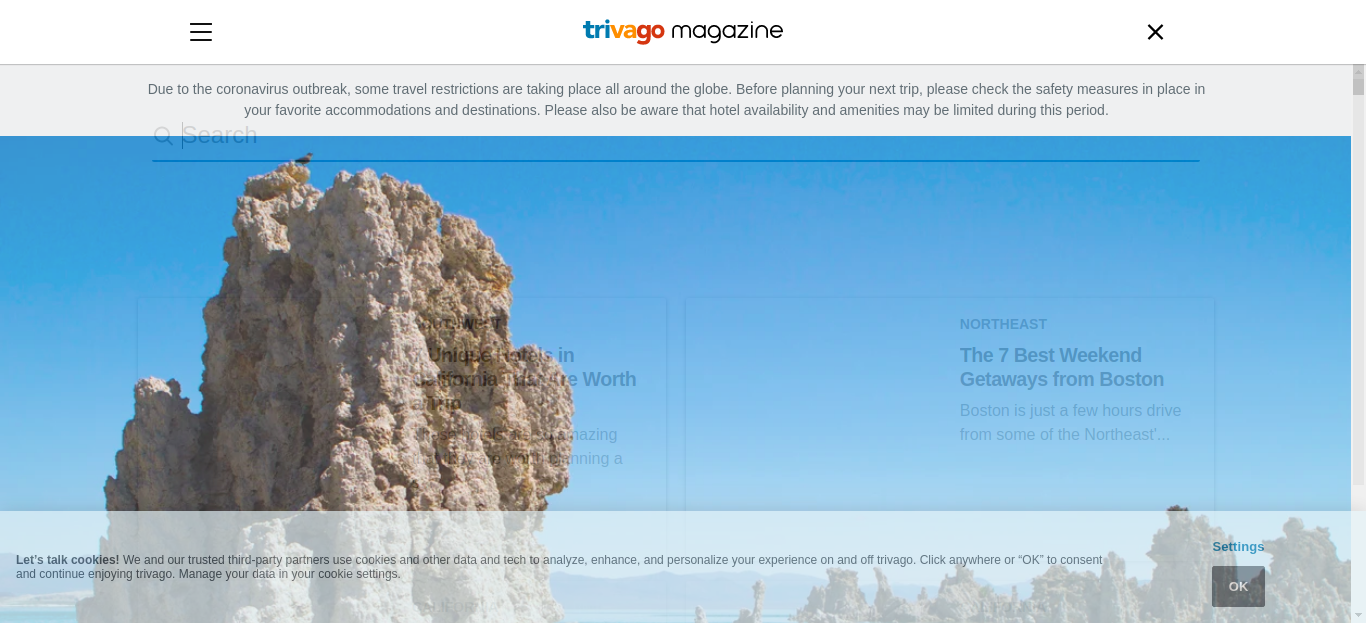 trivago magazine
Due to the coronavirus outbreak, some travel restrictions are taking place all around the globe. Before planning your next trip, please check the safety measures in place in
your favorite accommodations and destinations. Please also be aware that hotel availability and amenities may be limited during this period.
Search
NORTHEAST
Unique Hotels in
California That Are Worth
a Trip
The 7 Best Weekend
Getaways from Boston
Boston is just a few hours drive
from some of the Northeast'...
amazing
planning a
Settings
Let's talk cookies! We and our trusted third-party partners use cookies and other data and tech to analyze, enhance, and personalize your experience on and off trivago. Click anywhere or “OK” to consent
and continue enjoying trivago. Manage your data in your cookie settings.
OK